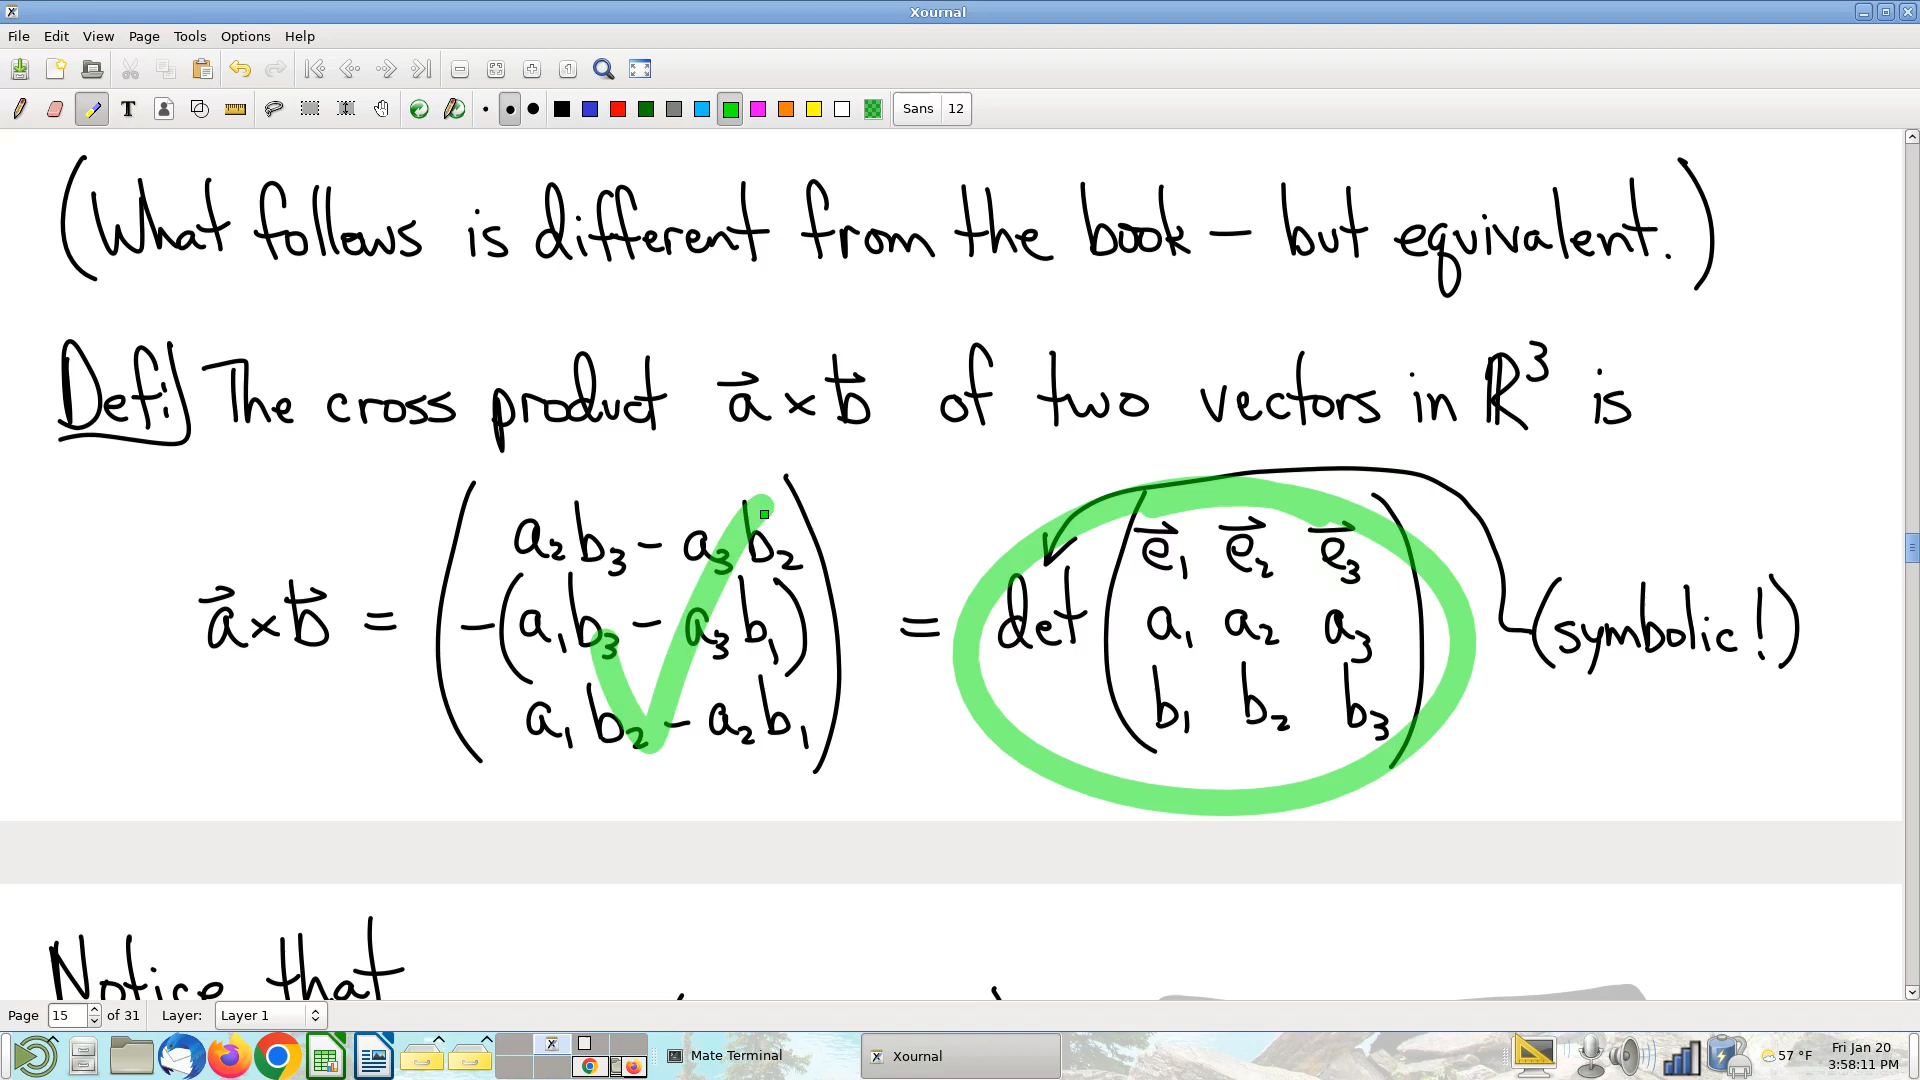 Xournal
File Edit View Page Tools Options Help
Sans 12
(What follows is different from the book – but equivalent.)
Def: The cross product a⃗×b⃗ of two vectors in ℝ³ is
a⃗×b⃗ = ( a₂b₃ − a₃b₂
−(a₁b₃ − a₃b₁)
a₁b₂ − a₂b₁ ) = det ( e⃗₁ e⃗₂ e⃗₃
a₁ a₂ a₃
b₁ b₂ b₃ ) (symbolic!)
Notice that
Page 15 of 31 Layer: Layer 1
Mate Terminal Xournal 57 °F Fri Jan 20
3:58:11 PM